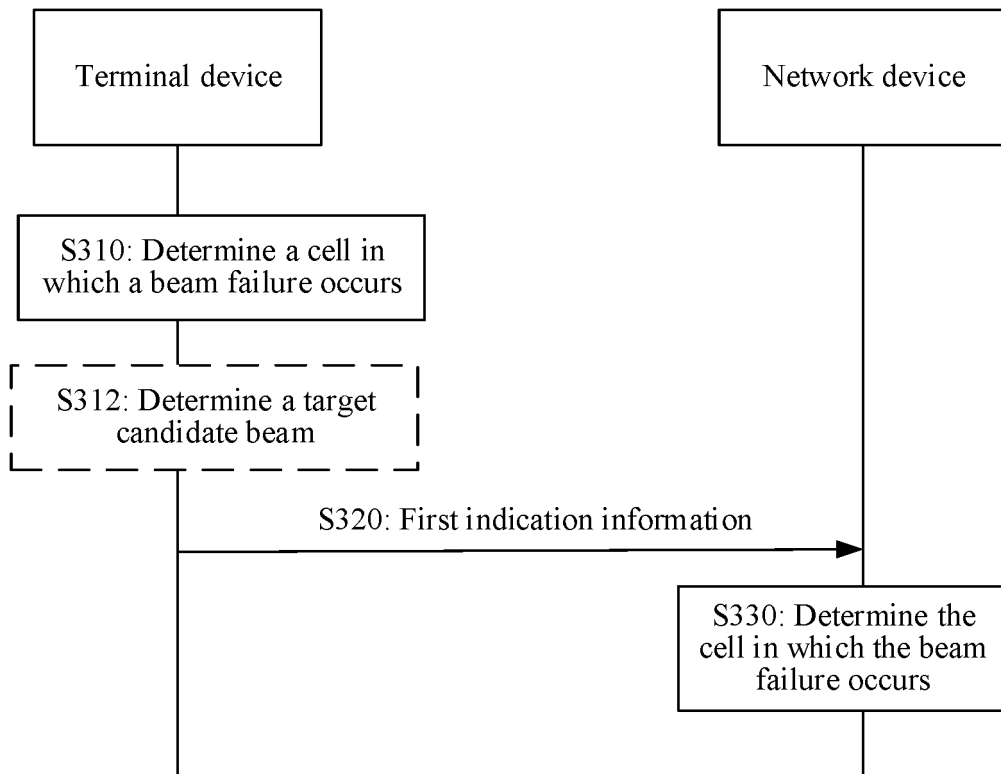 Terminal device
Network device
S310: Determine a cell in
which a beam failure occurs
S312: Determine a target
candidate beam
S320: First indication information
S330: Determine the
cell in which the beam
failure occurs